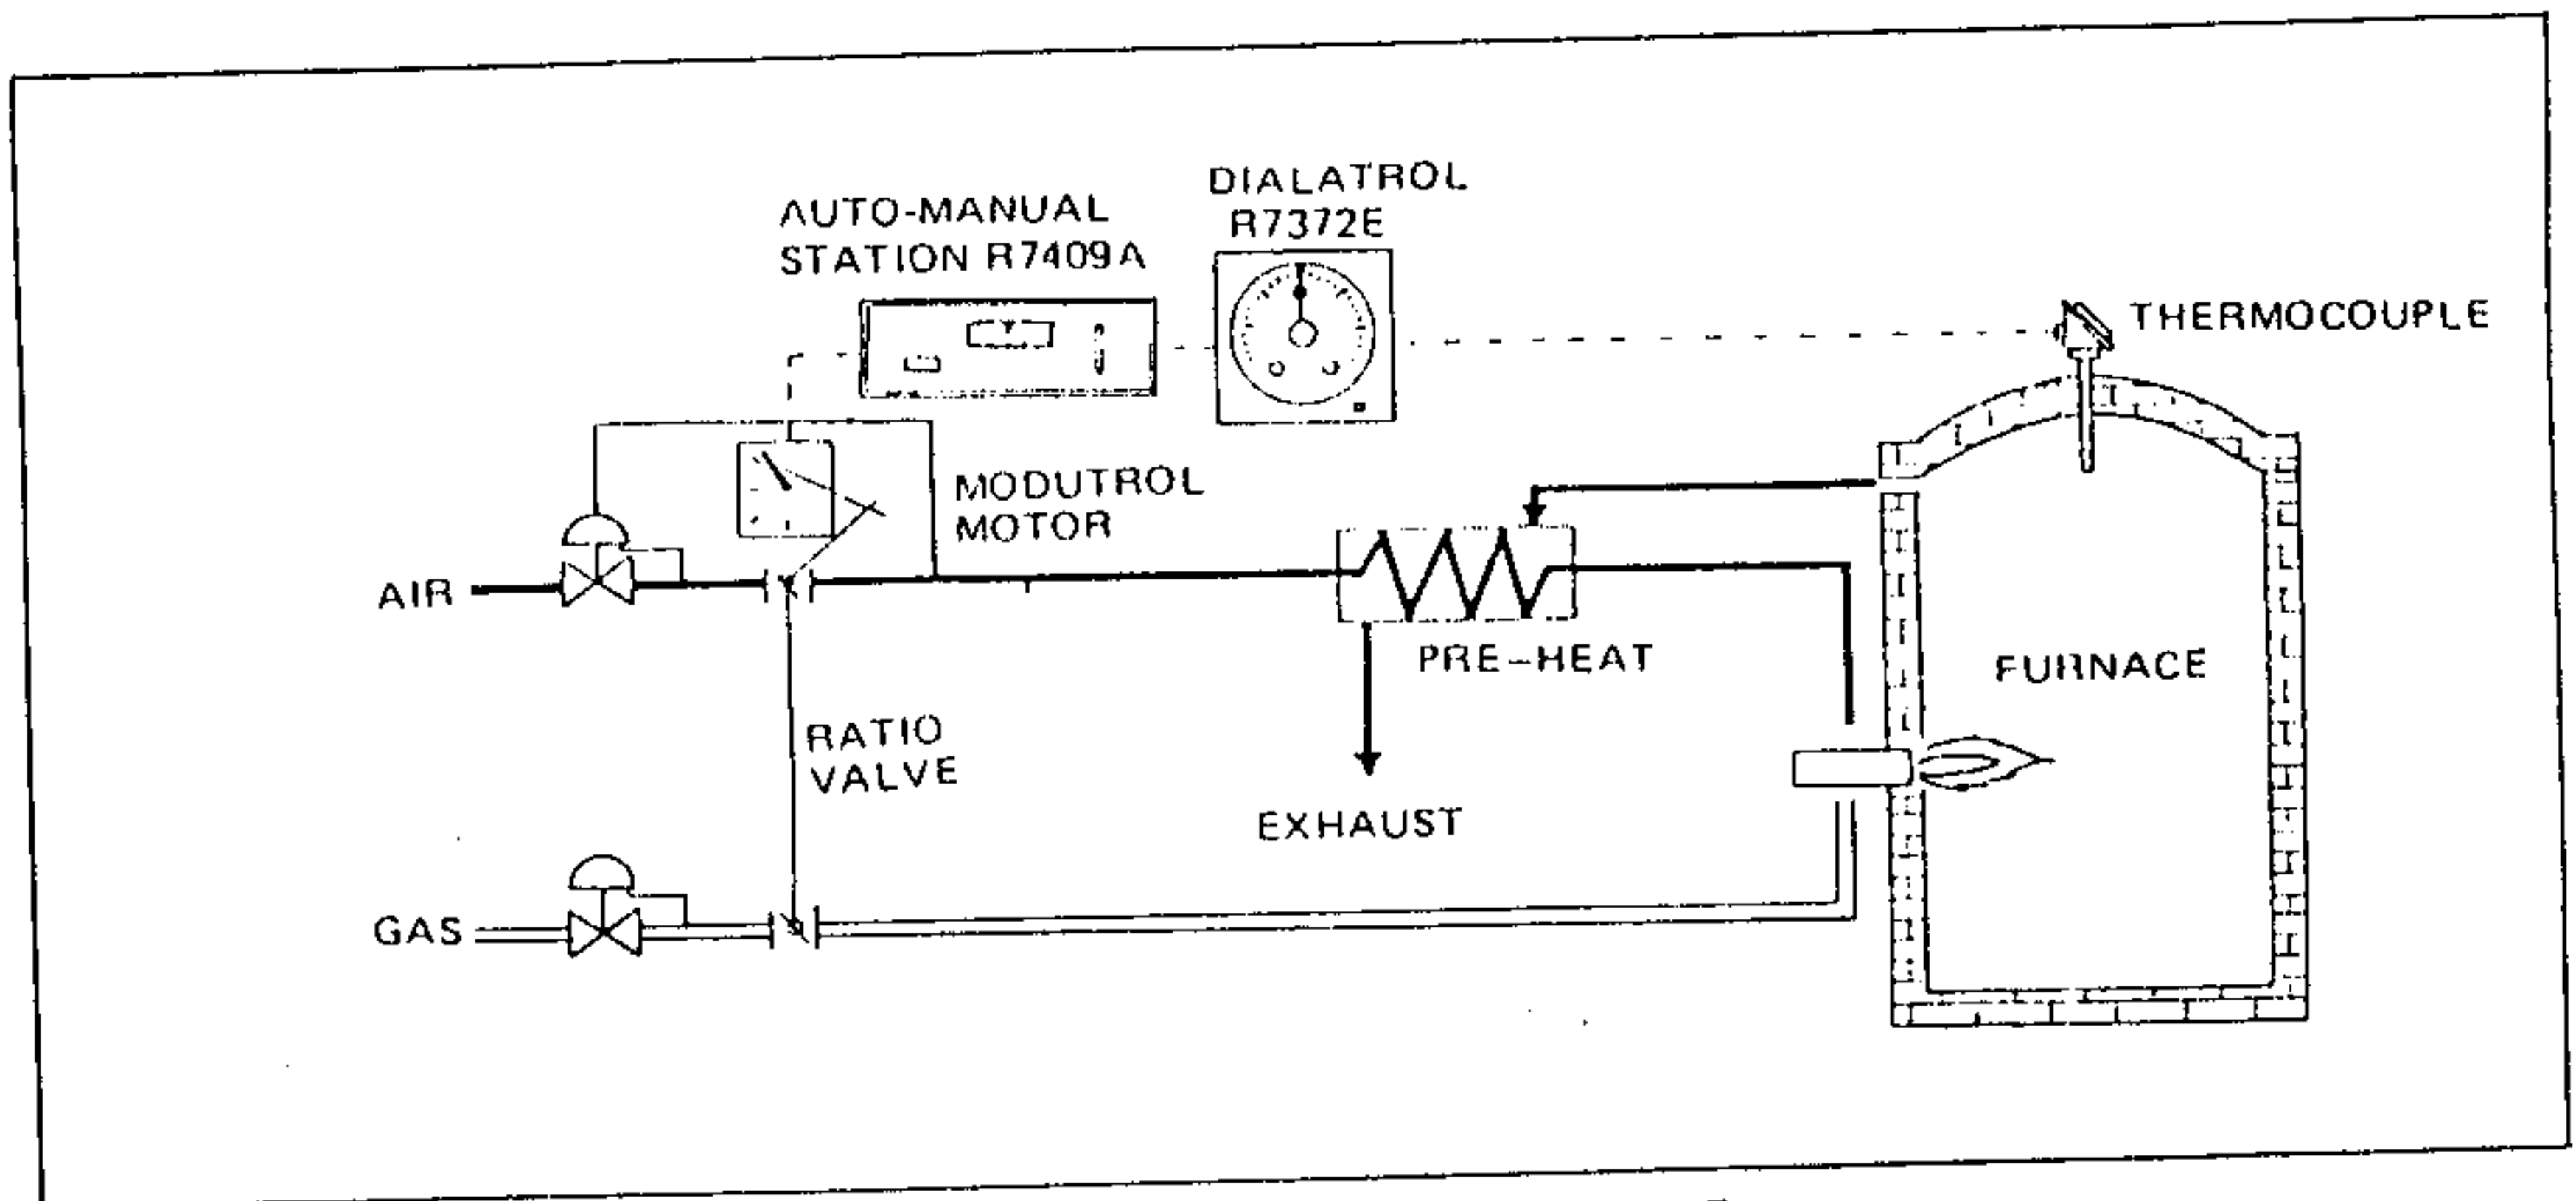 DIALATROL
R7372E
AUTO-MANUAL
STATION R7409A
THERMOCOUPLE
MODUTROL
MOTOR
AIR
PRE-HEAT
FURNACE
RATIO
VALVE
EXHAUST
GAS